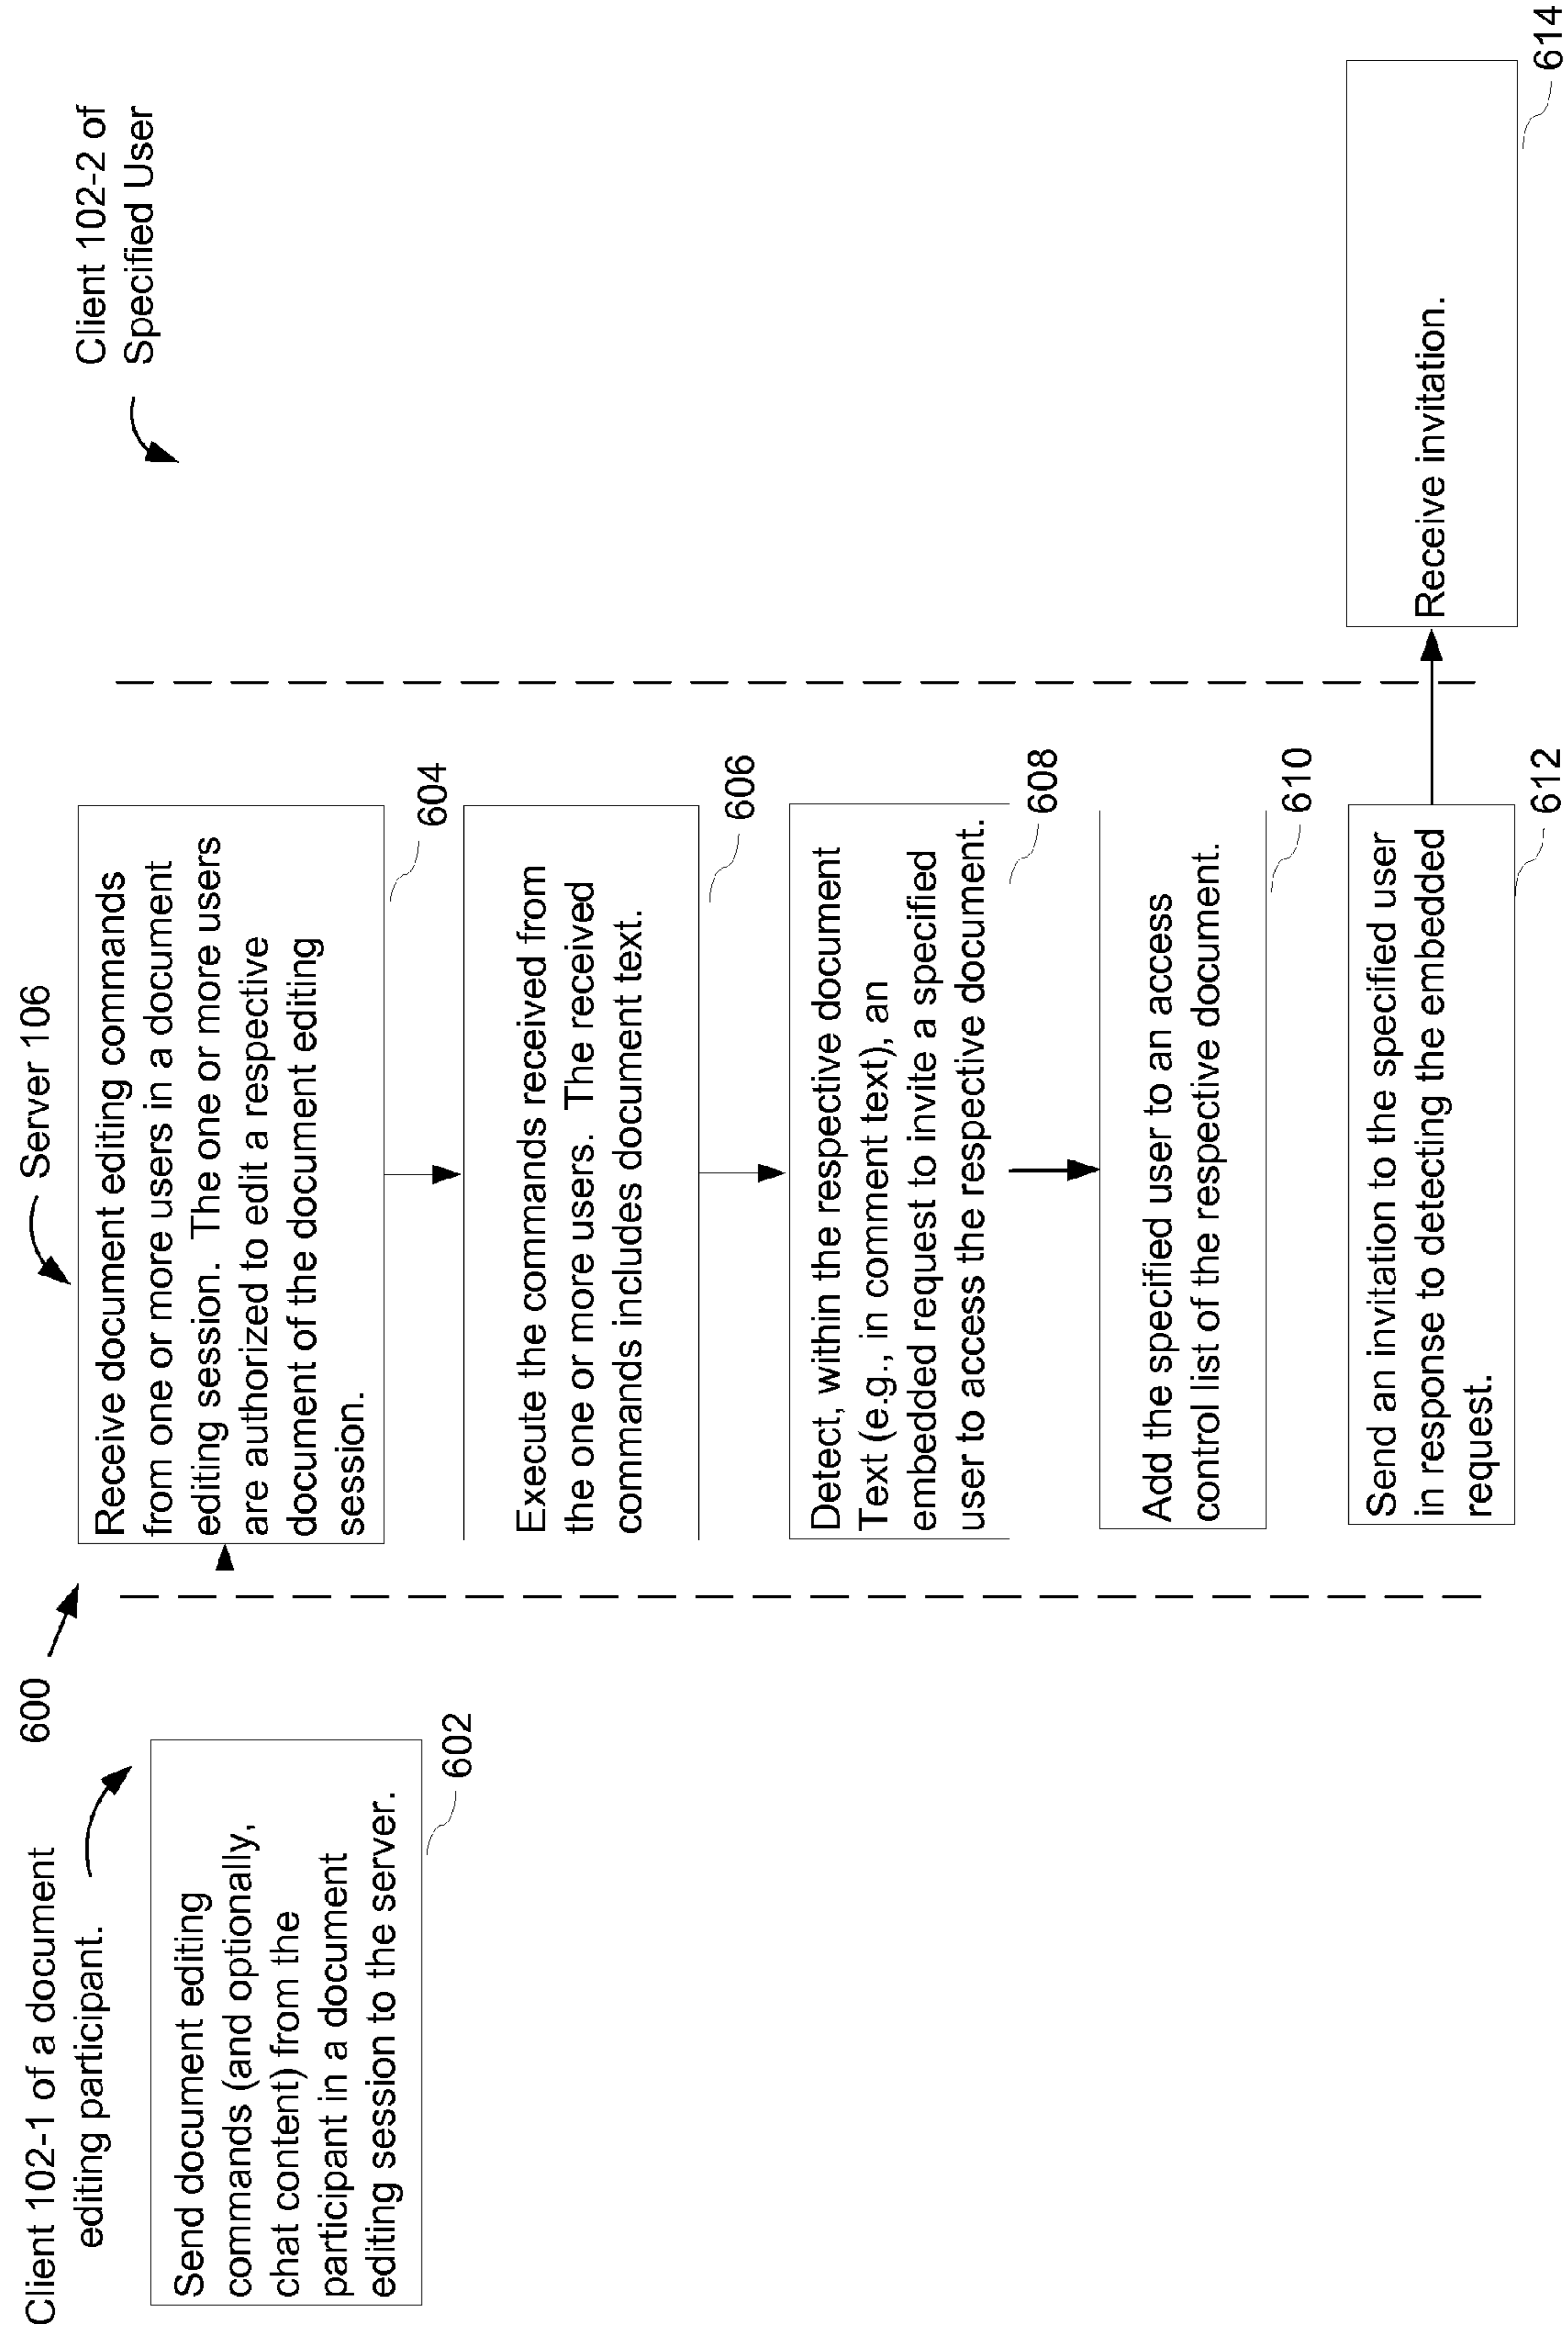 Client 102-1 of a document
editing participant.
600
Server 106
Client 102-2 of
Specified User
Send document editing
commands (and optionally,
chat content) from the
participant in a document
editing session to the server.
602
Receive document editing commands
from one or more users in a document
editing session. The one or more users
are authorized to edit a respective
document of the document editing
session.
604
Execute the commands received from
the one or more users. The received
commands includes document text.
606
Detect, within the respective document
Text (e.g., in comment text), an
embedded request to invite a specified
user to access the respective document.
608
Add the specified user to an access
control list of the respective document.
610
Send an invitation to the specified user
in response to detecting the embedded
request.
612
Receive invitation.
614